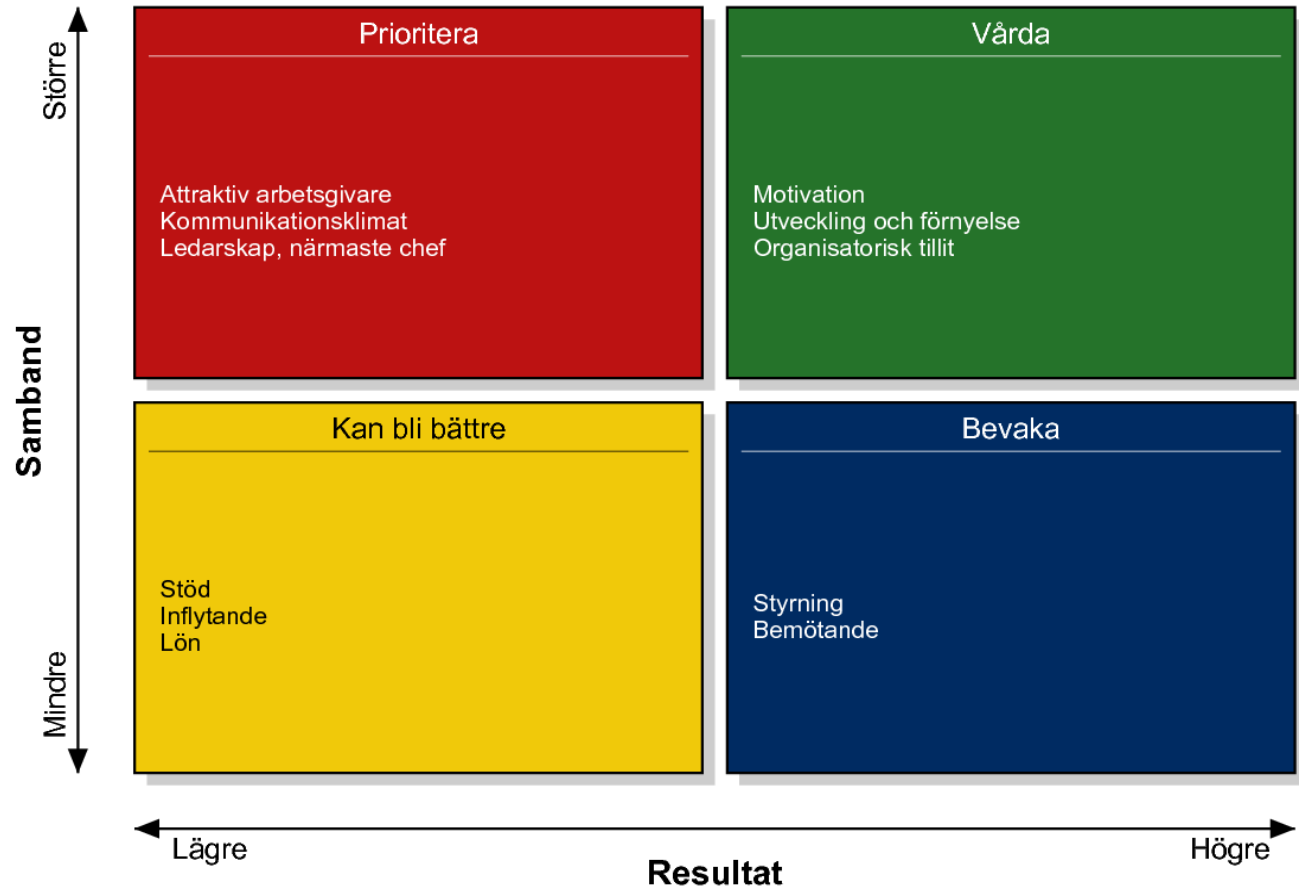 Större
Samband
Mindre
Prioritera
Attraktiv arbetsgivare
Kommunikationsklimat
Ledarskap, närmaste chef
Vårda
Motivation
Utveckling och förnyelse
Organisatorisk tillit
Kan bli bättre
Stöd
Inflytande
Lön
Bevaka
Styrning
Bemötande
Lägre
Resultat
Högre